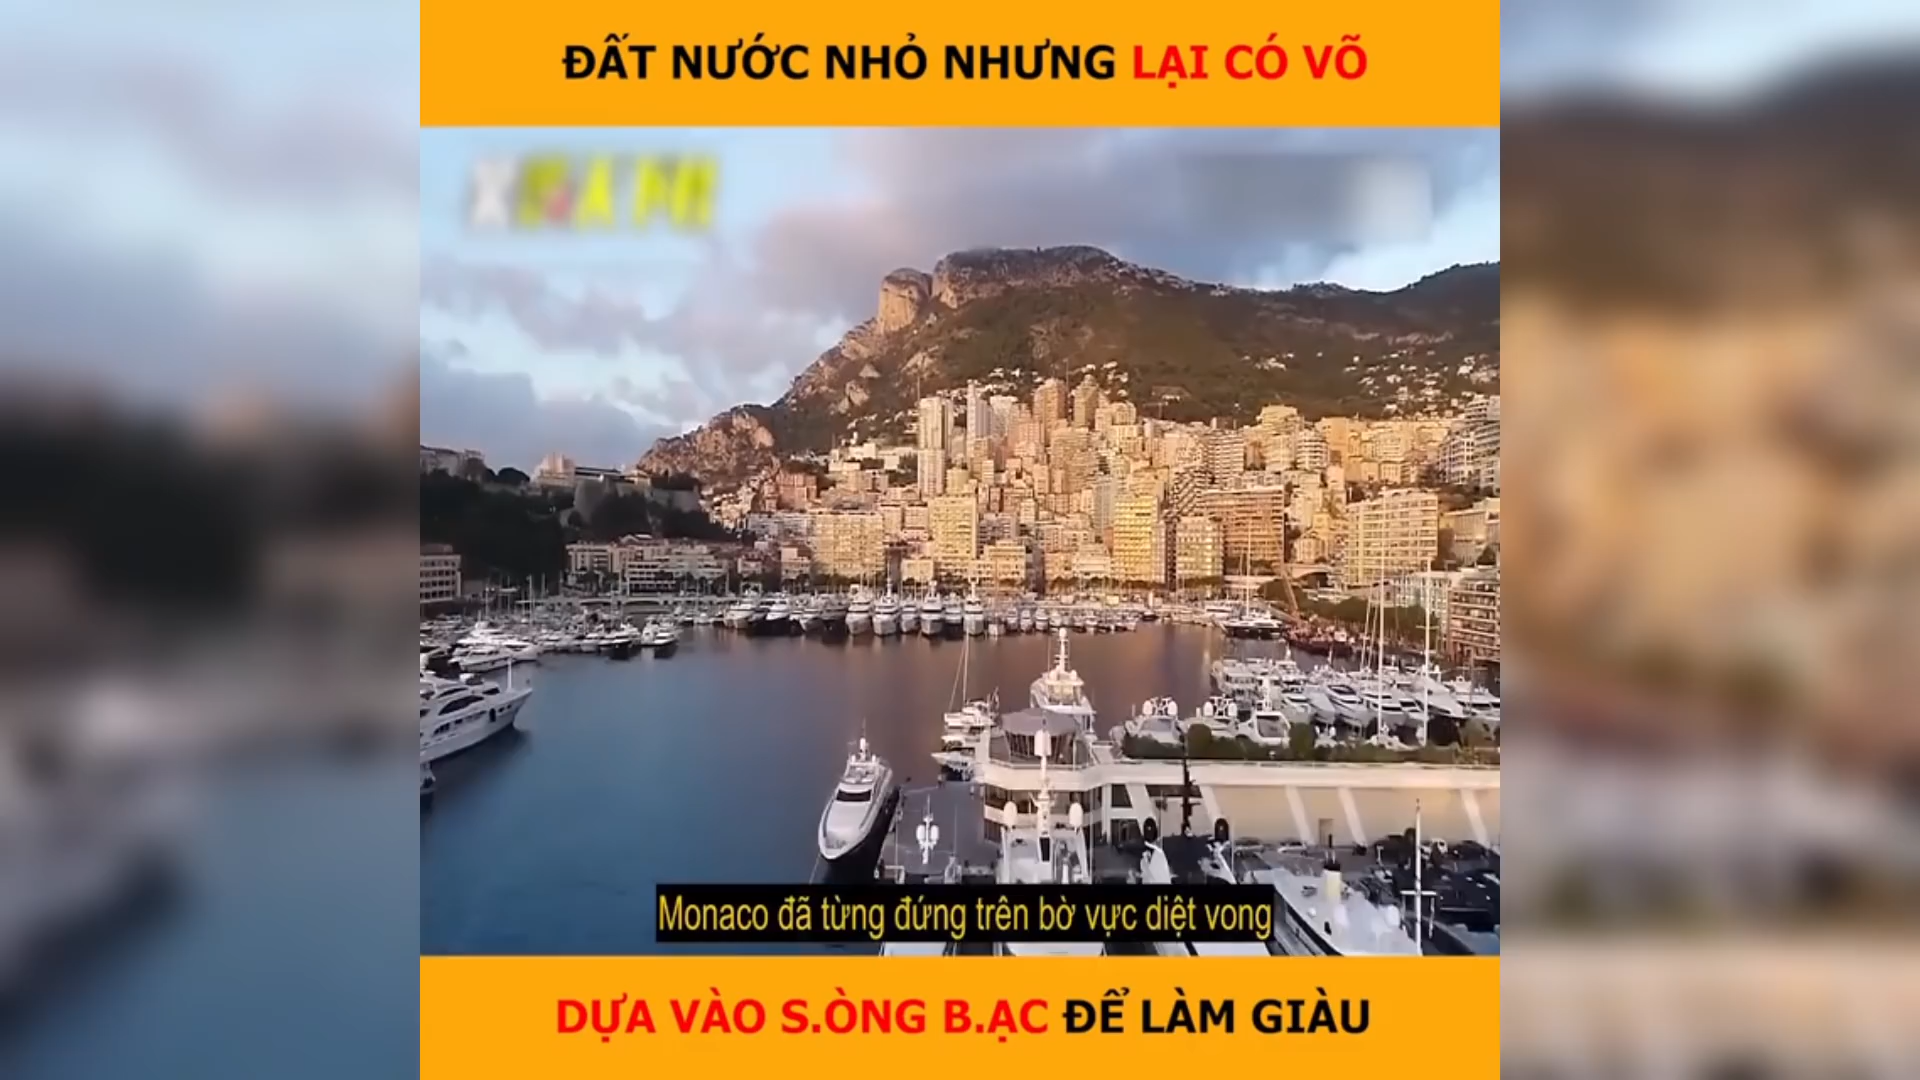 ĐẤT NƯỚC NHỎ NHƯNG LẠI CÓ VÕ
Monaco đã từng đứng trên bờ vực diệt vong
DỰA VÀO S.ÒNG B.ẠC ĐỂ LÀM GIÀU